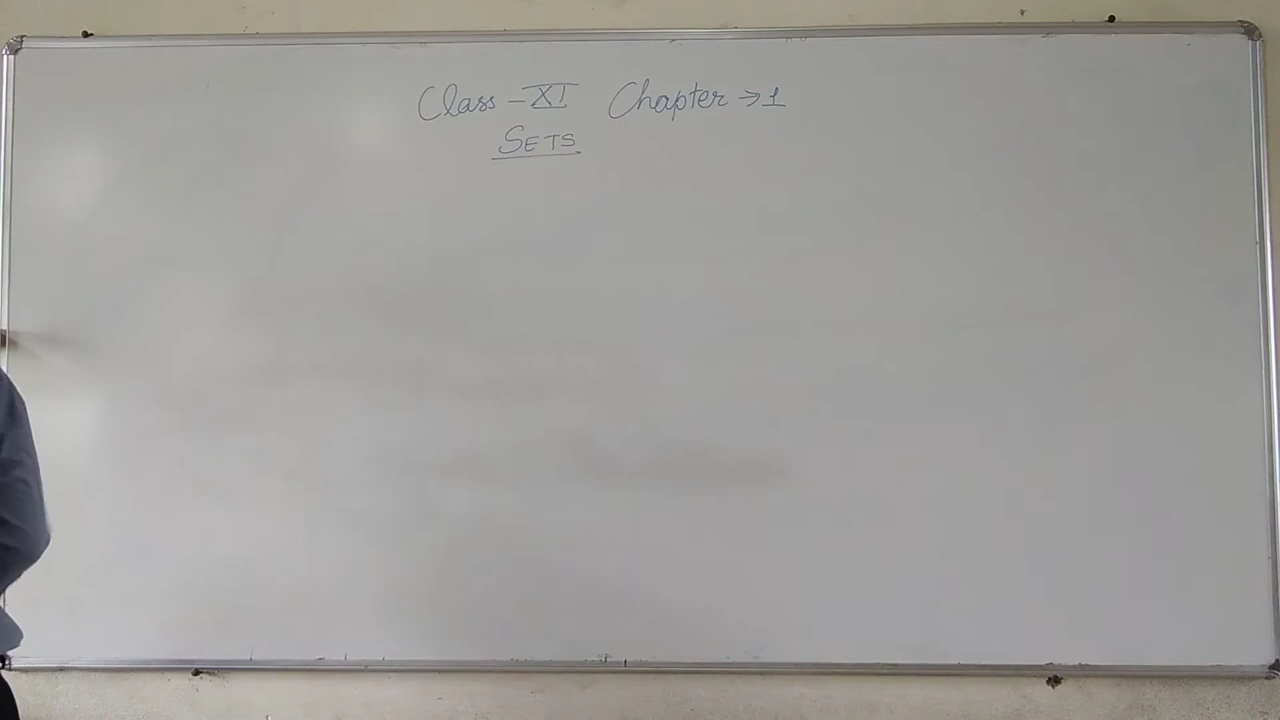 Class - XI Chapter → 1
SETS